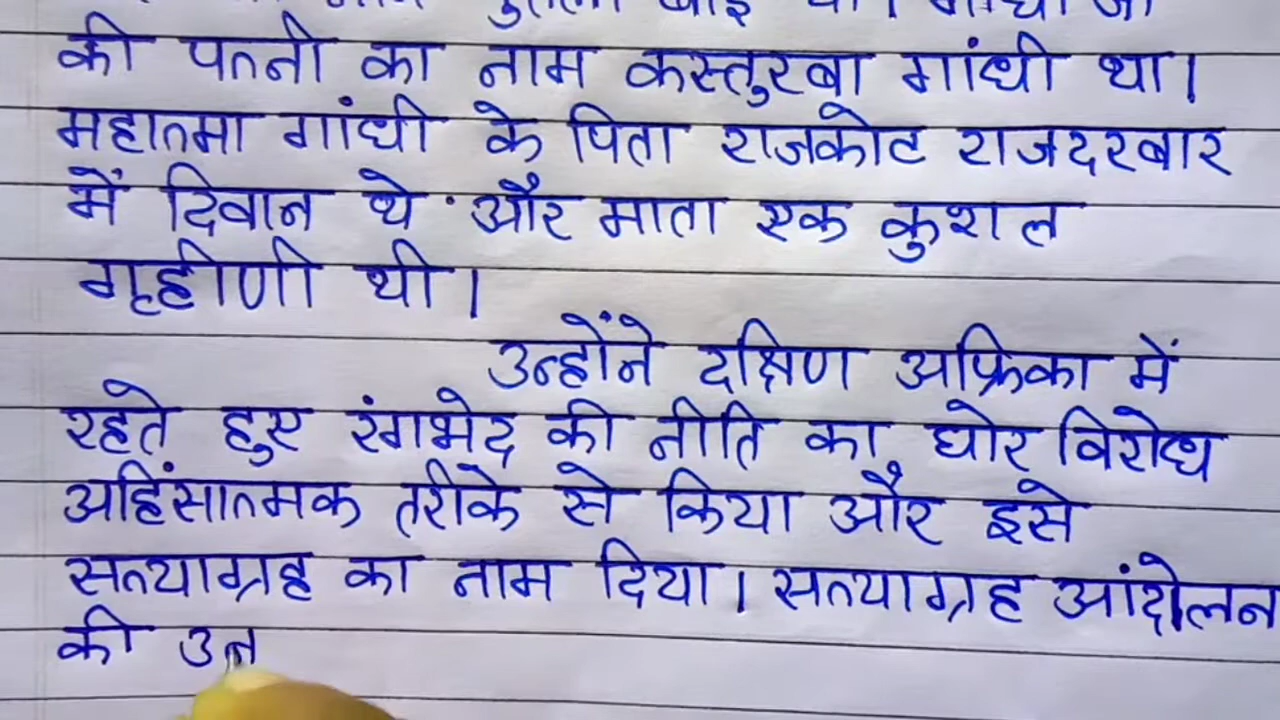 बाई
की पत्नी का नाम कस्तुरबा गांधी था।
महात्मा गांधी के पिता राजकोट राजदरबार
में दिवान थे और माता एक कुशल
गृहीणी थी।
उन्होंने दक्षिण अफ्रिका में
रहते हुए रंगभेद की नीति का घोर विरोध
अहिंसात्मक तरीके से किया और इसे
सत्याग्रह का नाम दिया। सत्याग्रह आंदोलन
की